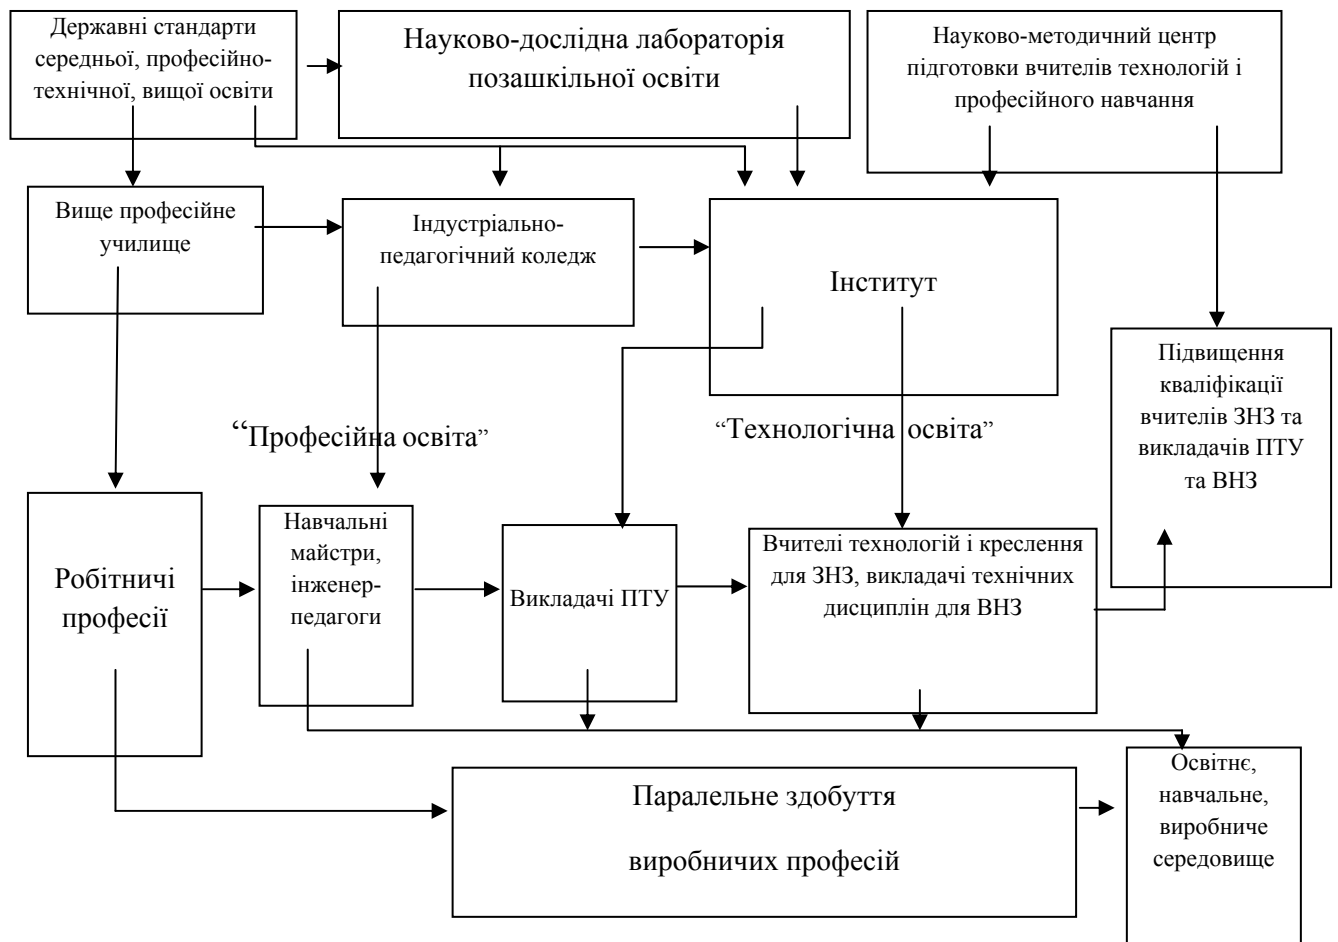 Державні стандарти
середньої, професійно-
технічної, вищої освіти
Науково-дослідна лабораторія
позашкільної освіти
Науково-методичний центр
підготовки вчителів технологій і
професійного навчання
Вище професійне
училище
Індустріально-
педагогічний коледж
Інститут
Підвищення
кваліфікації
вчителів ЗНЗ та
викладачів ПТУ
та ВНЗ
“Професійна освіта”
“Технологічна освіта”
Робітничі
професії
Навчальні
майстри,
інженер-
педагоги
Викладачі ПТУ
Вчителі технологій і креслення
для ЗНЗ, викладачі технічних
дисциплін для ВНЗ
Паралельне здобуття
виробничих професій
Освітнє,
навчальне,
виробниче
середовище